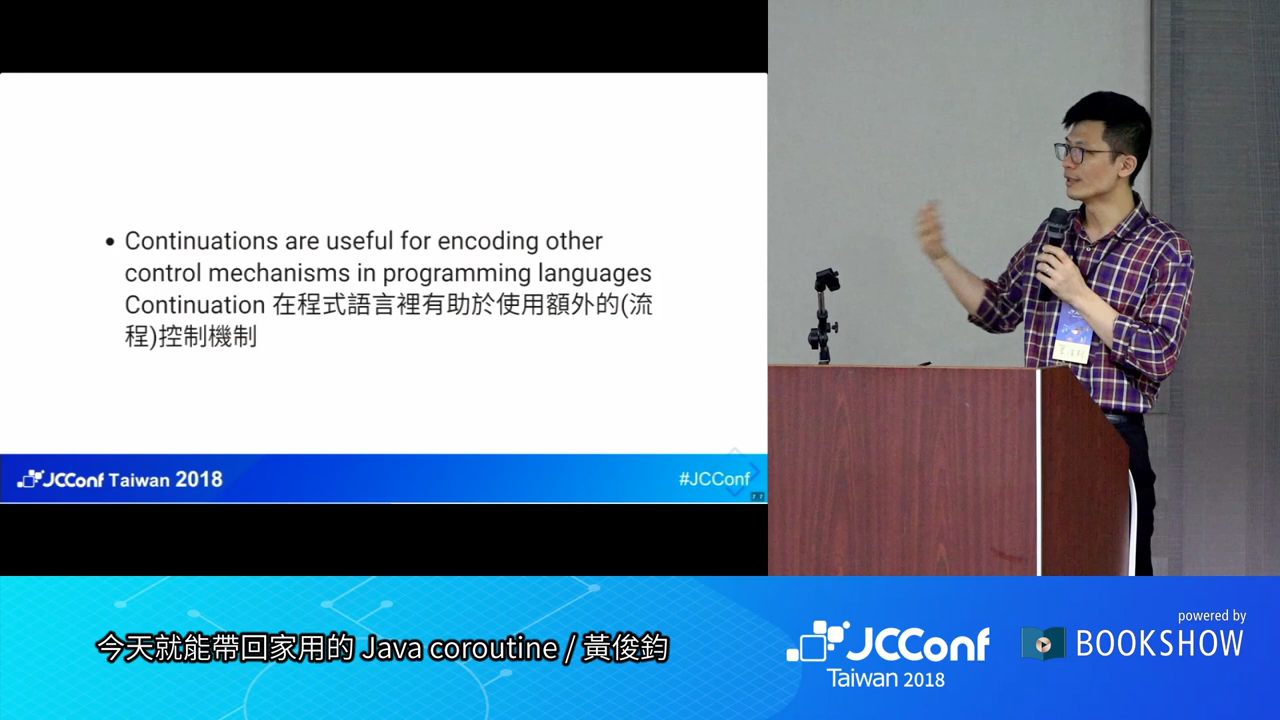 Continuations are useful for encoding other
control mechanisms in programming languages
Continuation 在程式語言裡有助於使用額外的(流
程)控制機制
JCConf Taiwan 2018
#JCConf
今天就能帶回家用的 Java coroutine / 黃俊鈞
JCConf
Taiwan 2018
powered by
BOOKSHOW